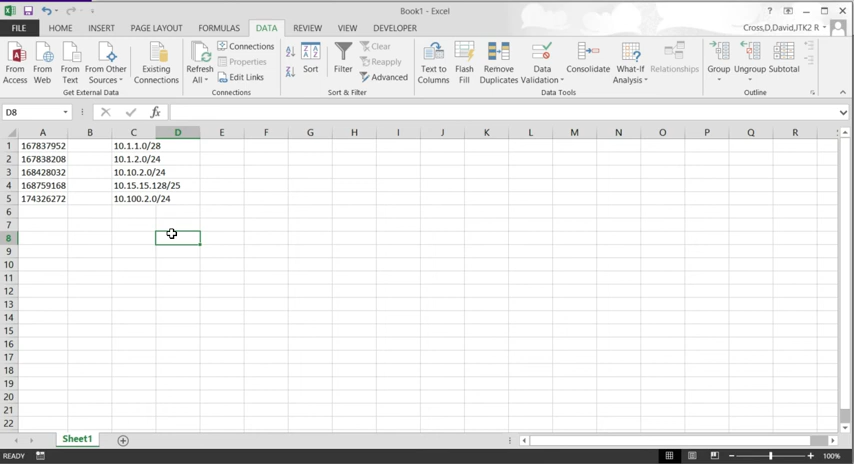 Book1 - Excel
FILE HOME INSERT PAGE LAYOUT FORMULAS DATA REVIEW VIEW DEVELOPER Cross,D,David,JTK2 R
From Access From Web From Text From Other Sources Existing Connections Refresh All Connections Properties Edit Links Sort Filter Clear Reapply Advanced Text to Columns Flash Fill Remove Duplicates Data Validation Consolidate What-If Analysis Relationships Group Ungroup Subtotal
Get External Data Connections Sort & Filter Data Tools Outline
D8 fx
A B C D E F G H I J K L M N O P Q R
1 167837952 10.1.1.0/28
2 167838208 10.1.2.0/24
3 168428032 10.10.2.0/24
4 168759168 10.15.15.128/25
5 174326272 10.100.2.0/24
6
7
8
9
10
11
12
13
14
15
16
17
18
19
20
21
22
Sheet1
READY 100%